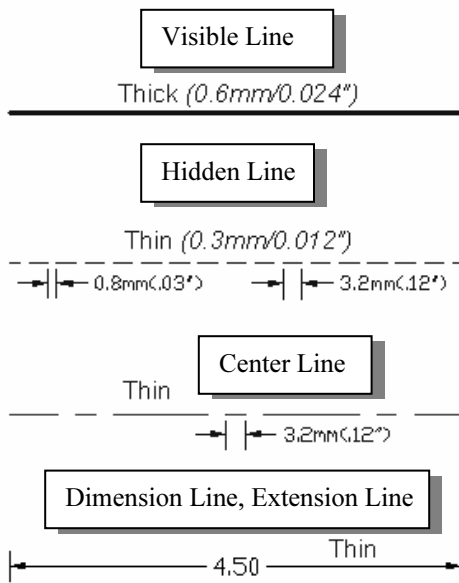 Visible Line
Thick (0.6mm/0.024")
Hidden Line
Thin (0.3mm/0.012")
0.8mm(.03") 3.2mm(.12")
Center Line
Thin
3.2mm(.12")
Dimension Line, Extension Line
Thin
4.50